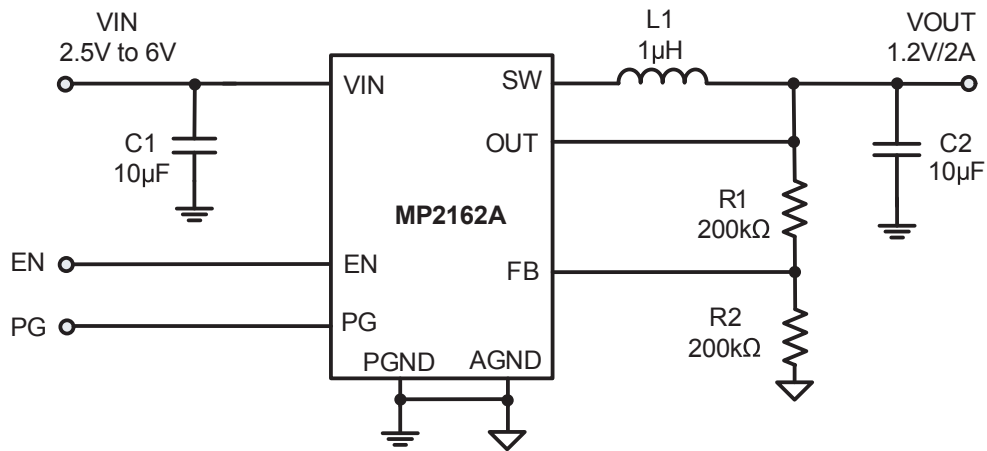 VIN
2.5V to 6V
L1
1µH
VOUT
1.2V/2A
VIN
SW
C1
10µF
OUT
C2
10µF
MP2162A
R1
200kΩ
EN
EN
FB
PG
PG
R2
200kΩ
PGND
AGND